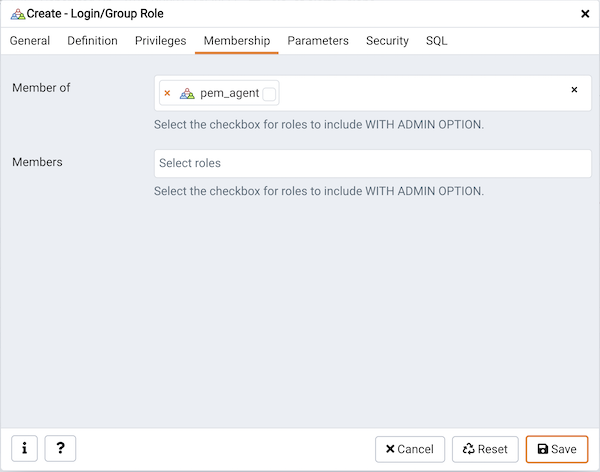 Create - Login/Group Role
General Definition Privileges Membership Parameters Security SQL
Member of
pem_agent
Select the checkbox for roles to include WITH ADMIN OPTION.
Members
Select roles
Select the checkbox for roles to include WITH ADMIN OPTION.
i ? Cancel Reset Save